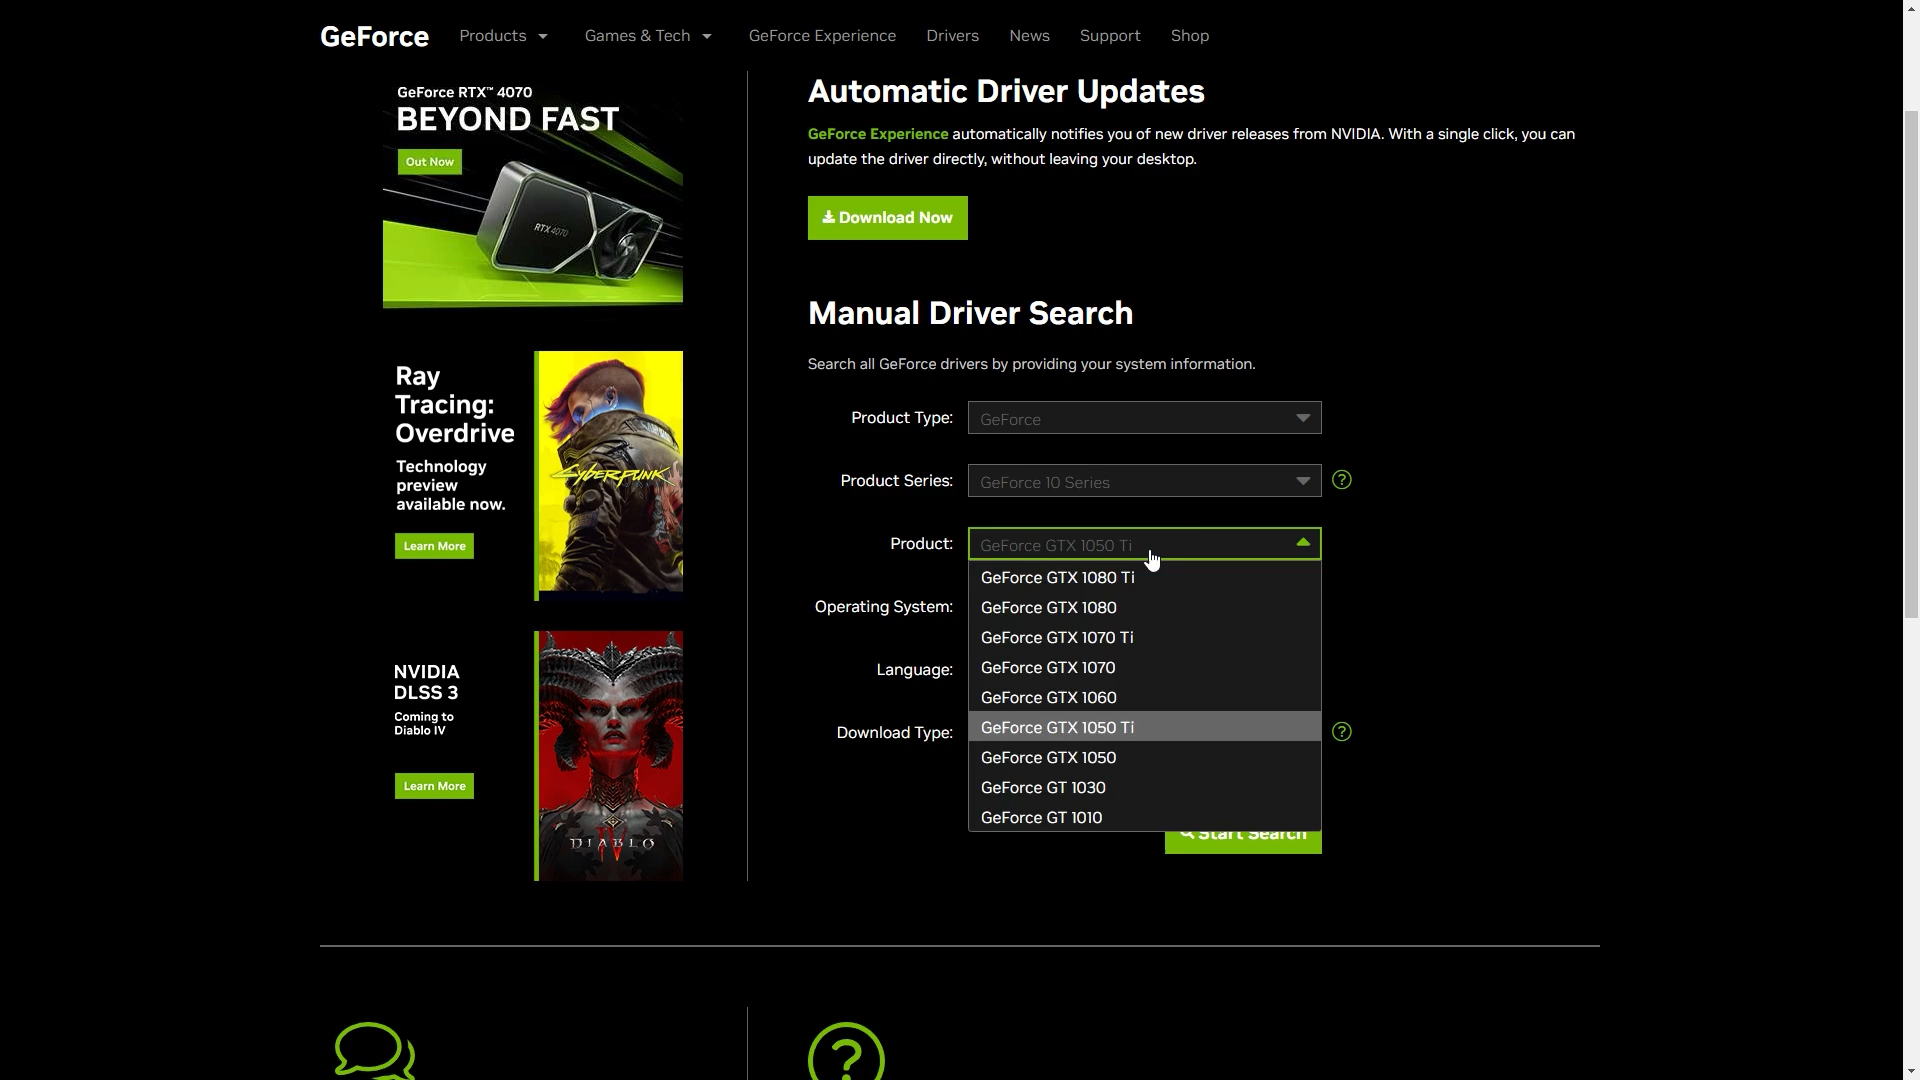 GeForce Products Games & Tech GeForce Experience Drivers News Support Shop
GeForce RTX™ 4070
BEYOND FAST
Out Now
RTX 4070
Ray
Tracing:
Overdrive
Technology
preview
available now.
Learn More
Cyberpunk
NVIDIA
DLSS 3
Coming to
Diablo IV
Learn More
DIABLO
IV
Automatic Driver Updates
GeForce Experience automatically notifies you of new driver releases from NVIDIA. With a single click, you can
update the driver directly, without leaving your desktop.
Download Now
Manual Driver Search
Search all GeForce drivers by providing your system information.
Product Type: GeForce
Product Series: GeForce 10 Series ?
Product: GeForce GTX 1050 Ti
GeForce GTX 1080 Ti
Operating System: GeForce GTX 1080
GeForce GTX 1070 Ti
Language: GeForce GTX 1070
GeForce GTX 1060
Download Type: GeForce GTX 1050 Ti ?
GeForce GTX 1050
GeForce GT 1030
GeForce GT 1010
Start Search
?